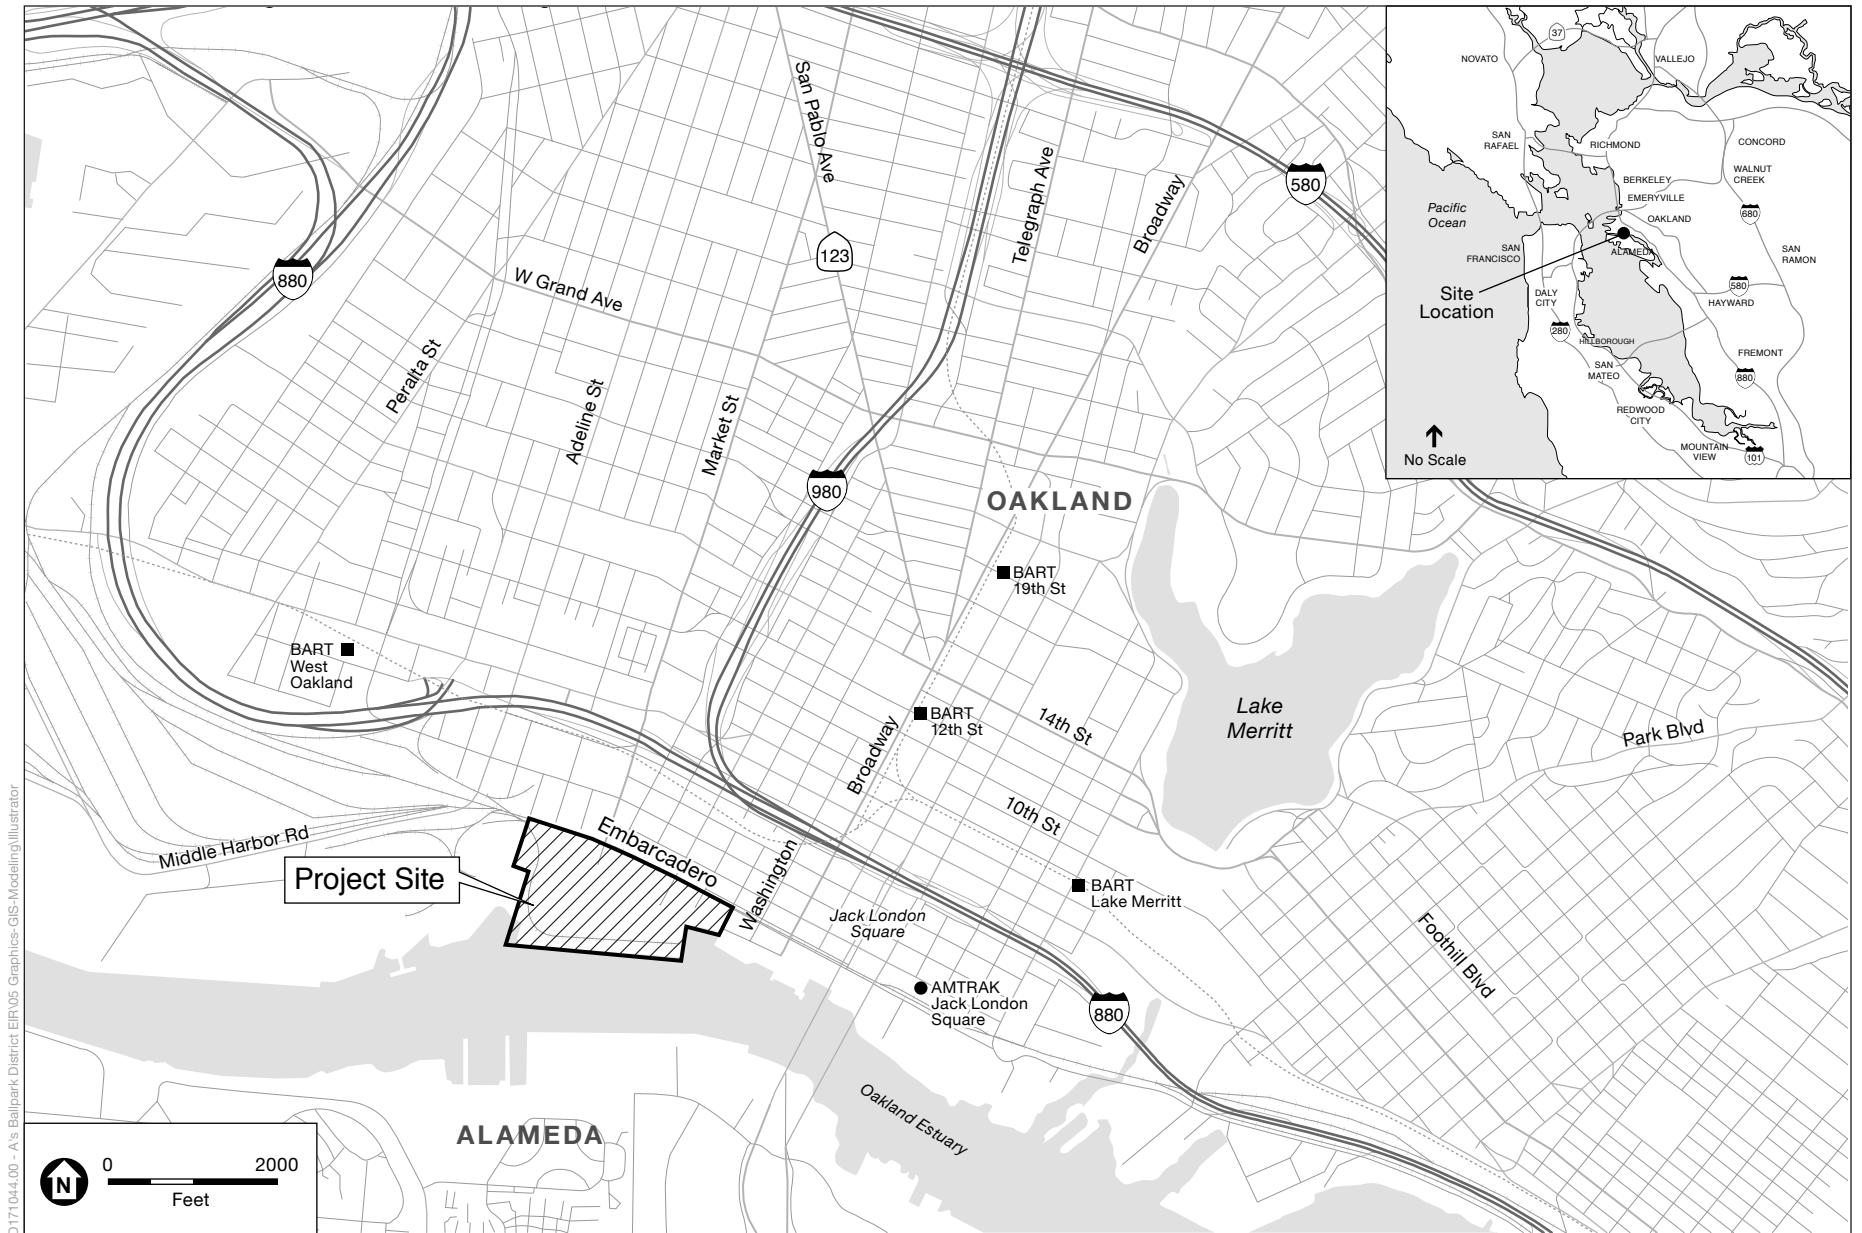 San Pablo Ave
Telegraph Ave
Broadway
580
123
880
W Grand Ave
Peralta St
Adeline St
Market St
980
OAKLAND
BART
19th St
BART
West
Oakland
BART
12th St
Broadway
14th St
10th St
Lake
Merritt
Park Blvd
Middle Harbor Rd
Project Site
Embarcadero
Washington
Jack London
Square
BART
Lake Merritt
Foothill Blvd
AMTRAK
Jack London
Square
880
Oakland Estuary
ALAMEDA
N
0
2000
Feet
37
NOVATO
VALLEJO
SAN
RAFAEL
RICHMOND
CONCORD
WALNUT
CREEK
BERKELEY
EMERYVILLE
OAKLAND
680
Pacific
Ocean
SAN
FRANCISCO
ALAMEDA
SAN
RAMON
Site
Location
DALY
CITY
580
HAYWARD
280
HILLBOROUGH
FREMONT
SAN
MATEO
880
REDWOOD
CITY
MOUNTAIN
VIEW
101
No Scale
D171044.00 - A's Ballpark District EIR\05 Graphics-GIS-Modeling\Illustrator